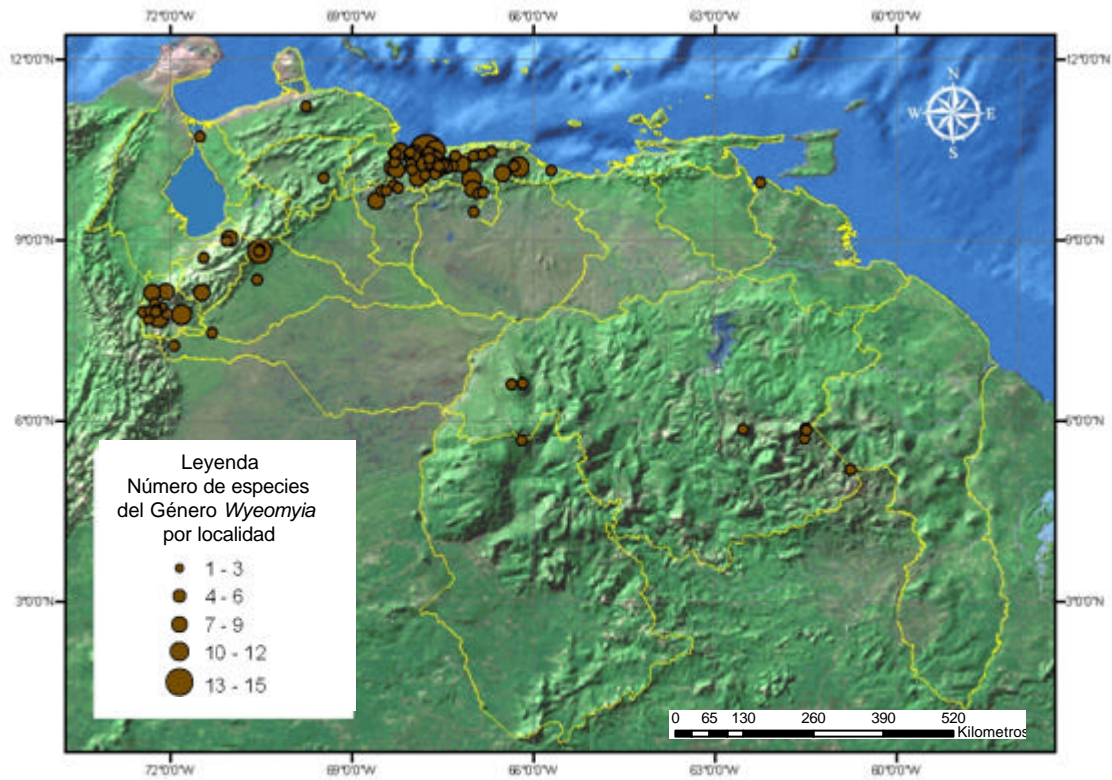 72°0'0"W 69°0'0"W 66°0'0"W 63°0'0"W 60°0'0"W
12°0'0"N 12°0'0"N
N
W E
S
9°0'0"N 9°0'0"N
6°0'0"N 6°0'0"N
3°0'0"N 3°0'0"N
Leyenda
Número de especies
del Género Wyeomyia
por localidad
1 - 3
4 - 6
7 - 9
10 - 12
13 - 15
0 65 130 260 390 520
Kilometros
72°0'0"W 69°0'0"W 66°0'0"W 63°0'0"W 60°0'0"W